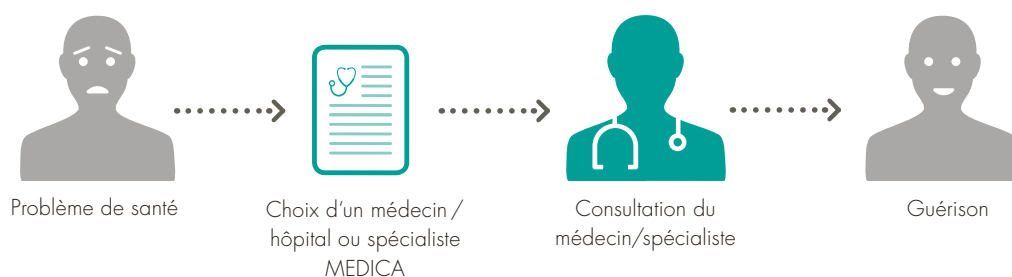 Problème de santé
Choix d'un médecin /
hôpital ou spécialiste
MEDICA
Consultation du
médecin/spécialiste
Guérison